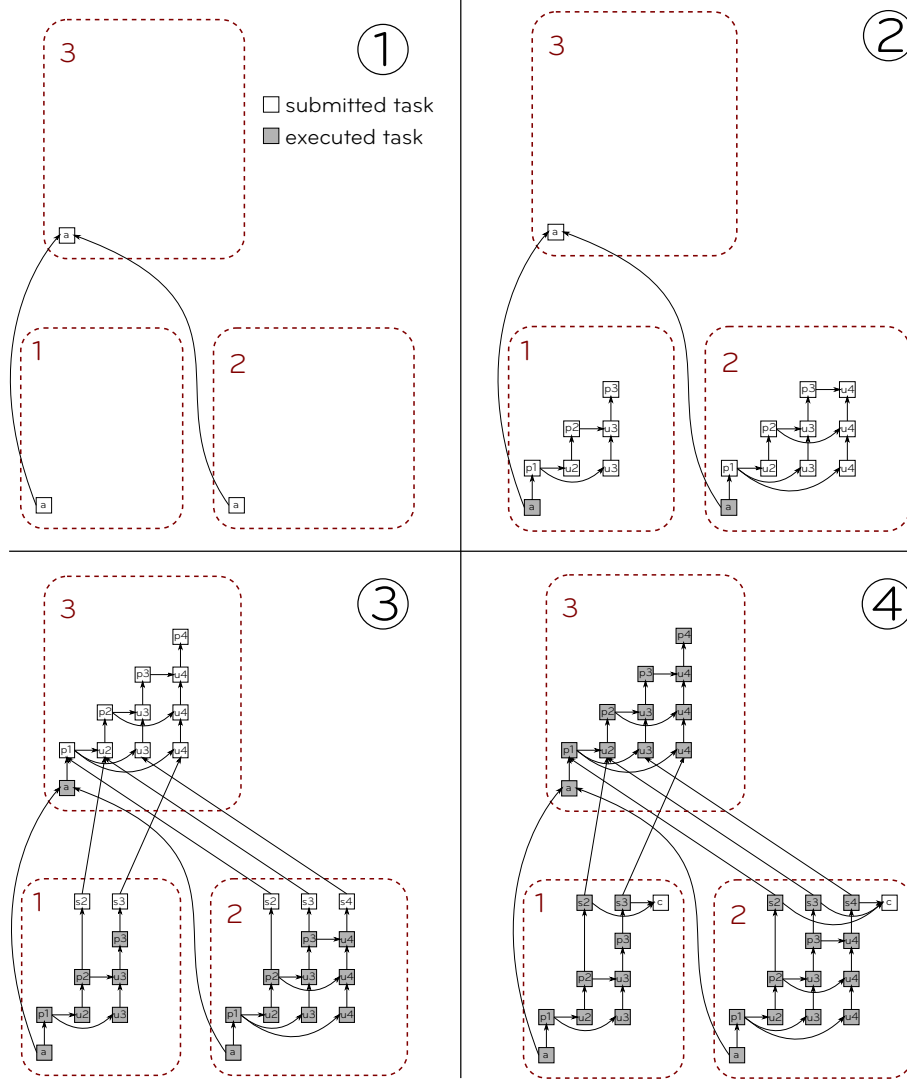 3
1
submitted task
executed task
a
1
2
a a
2
3
a
1
2
p3 p3 u4
p2 u3 p2 u3 u4
p1 u2 u3 p1 u2 u3 u4
a a
3
3
p4
p3 u4
p2 u3 u4
p1 u2 u3 u4
a
1
2
s2 s3 s2 s3 s4
p3 p3 u4
p2 u3 p2 u3 u4
p1 u2 u3 p1 u2 u3 u4
a a
4
3
p4
p3 u4
p2 u3 u4
p1 u2 u3 u4
a
1
2
s2 s3 c s2 s3 s4 c
p3 p3 u4
p2 u3 p2 u3 u4
p1 u2 u3 p1 u2 u3 u4
a a